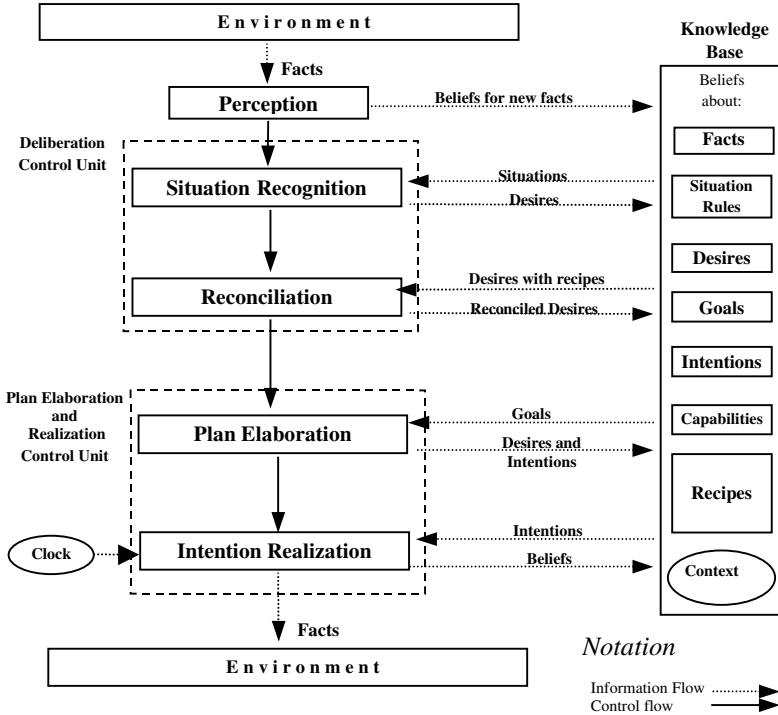 E n v i r o n m e n t
Facts
Perception
Beliefs for new facts
Deliberation
Control Unit
Situation Recognition
Situations
Desires
Reconciliation
Desires with recipes
Reconciled Desires
Plan Elaboration
and
Realization
Control Unit
Plan Elaboration
Goals
Desires and
Intentions
Clock
Intention Realization
Intentions
Beliefs
Facts
E n v i r o n m e n t
Knowledge
Base
Beliefs
about:
Facts
Situation
Rules
Desires
Goals
Intentions
Capabilities
Recipes
Context
Notation
Information Flow
Control flow